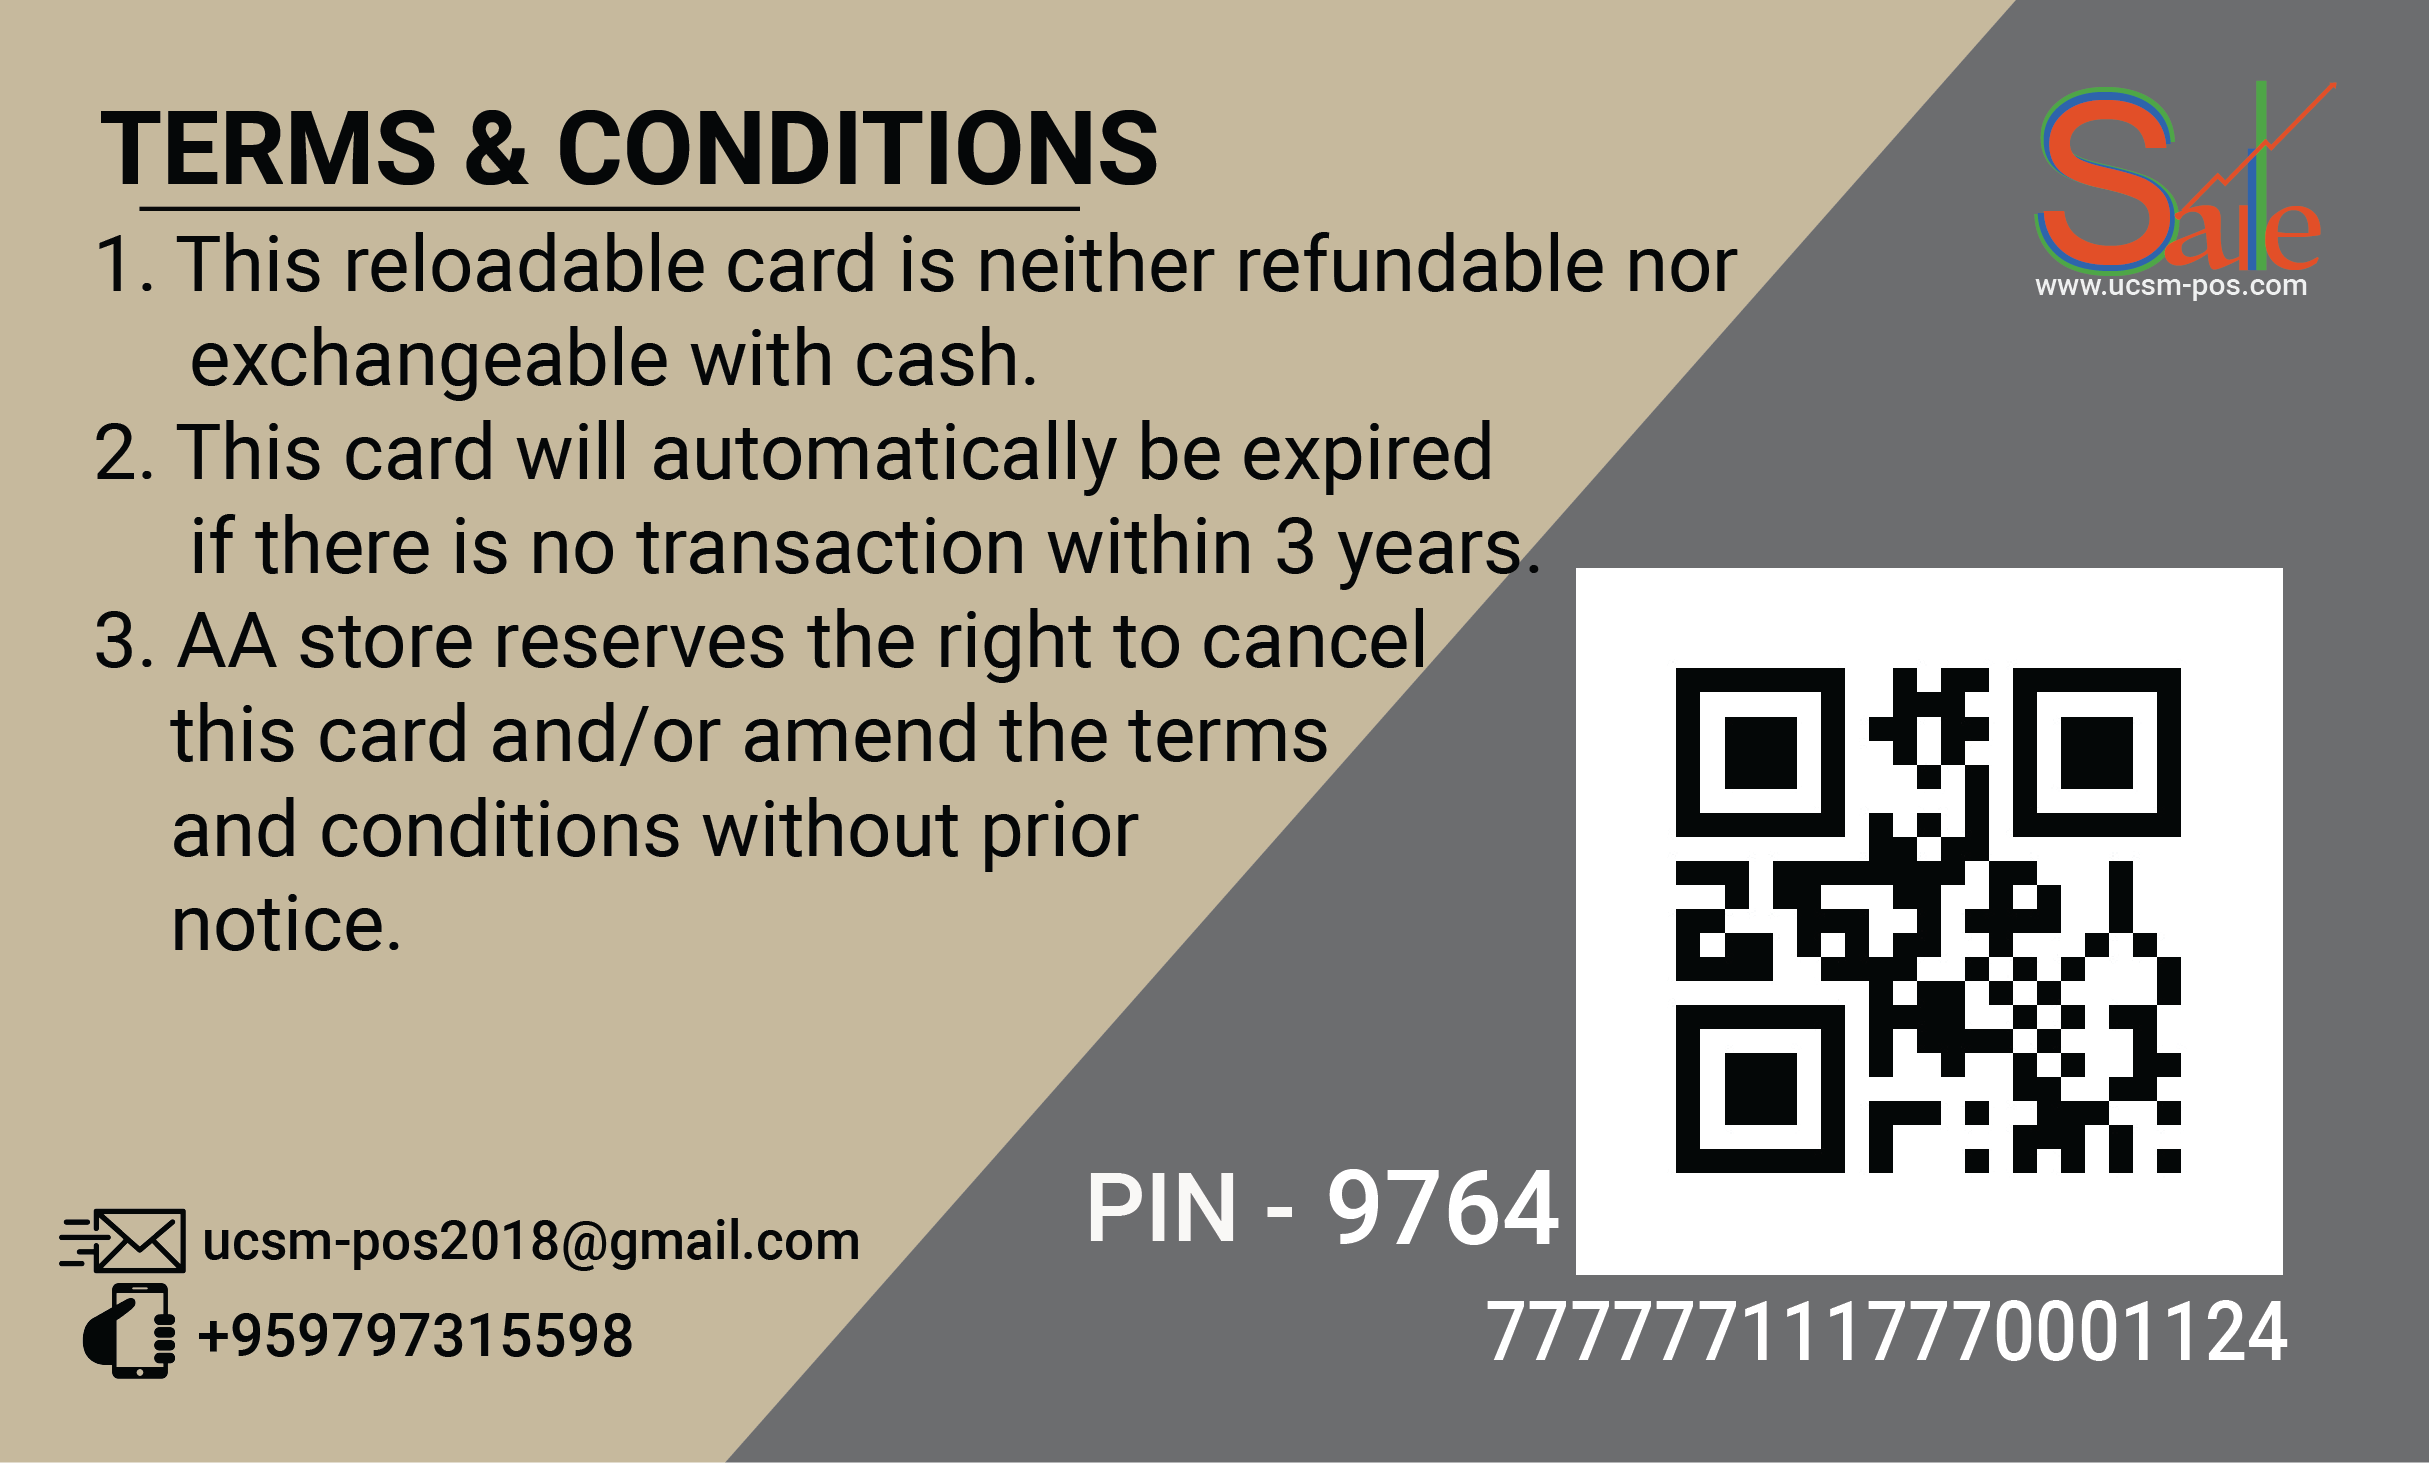 TERMS & CONDITIONS
1. This reloadable card is neither refundable nor
exchangeable with cash.
2. This card will automatically be expired
if there is no transaction within 3 years.
3. AA store reserves the right to cancel
this card and/or amend the terms
and conditions without prior
notice.
ucsm-pos2018@gmail.com
+959797315598
Sale
www.ucsm-pos.com
PIN - 9764
7777771117770001124